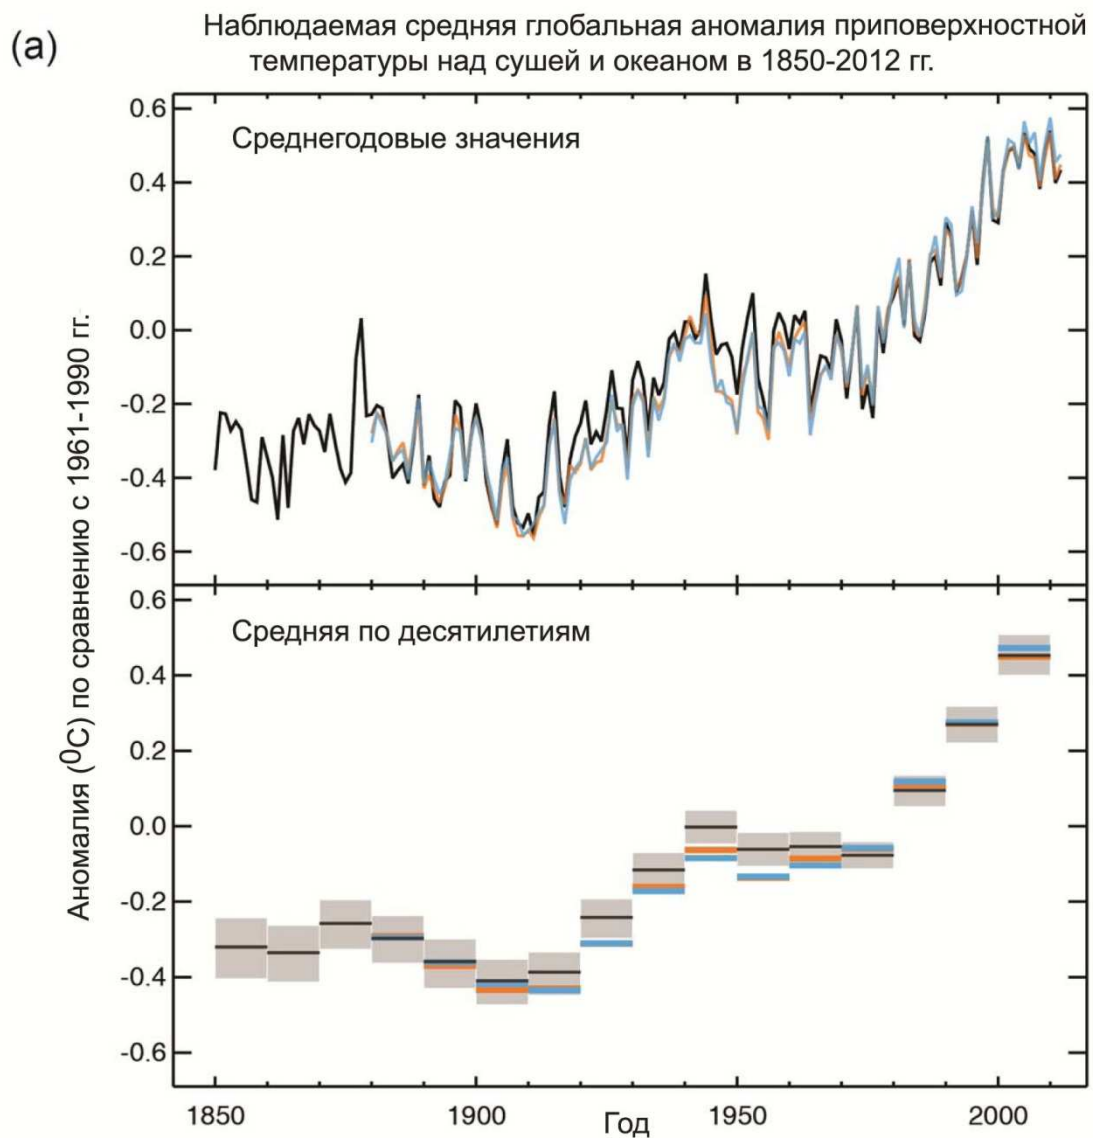 (a)
Наблюдаемая средняя глобальная аномалия приповерхностной
температуры над сушей и океаном в 1850-2012 гг.
Аномалия (⁰C) по сравнению с 1961-1990 гг.
Среднегодовые значения
0.6
0.4
0.2
0.0
-0.2
-0.4
-0.6
Средняя по десятилетиям
0.6
0.4
0.2
0.0
-0.2
-0.4
-0.6
1850
1900
1950
2000
Год